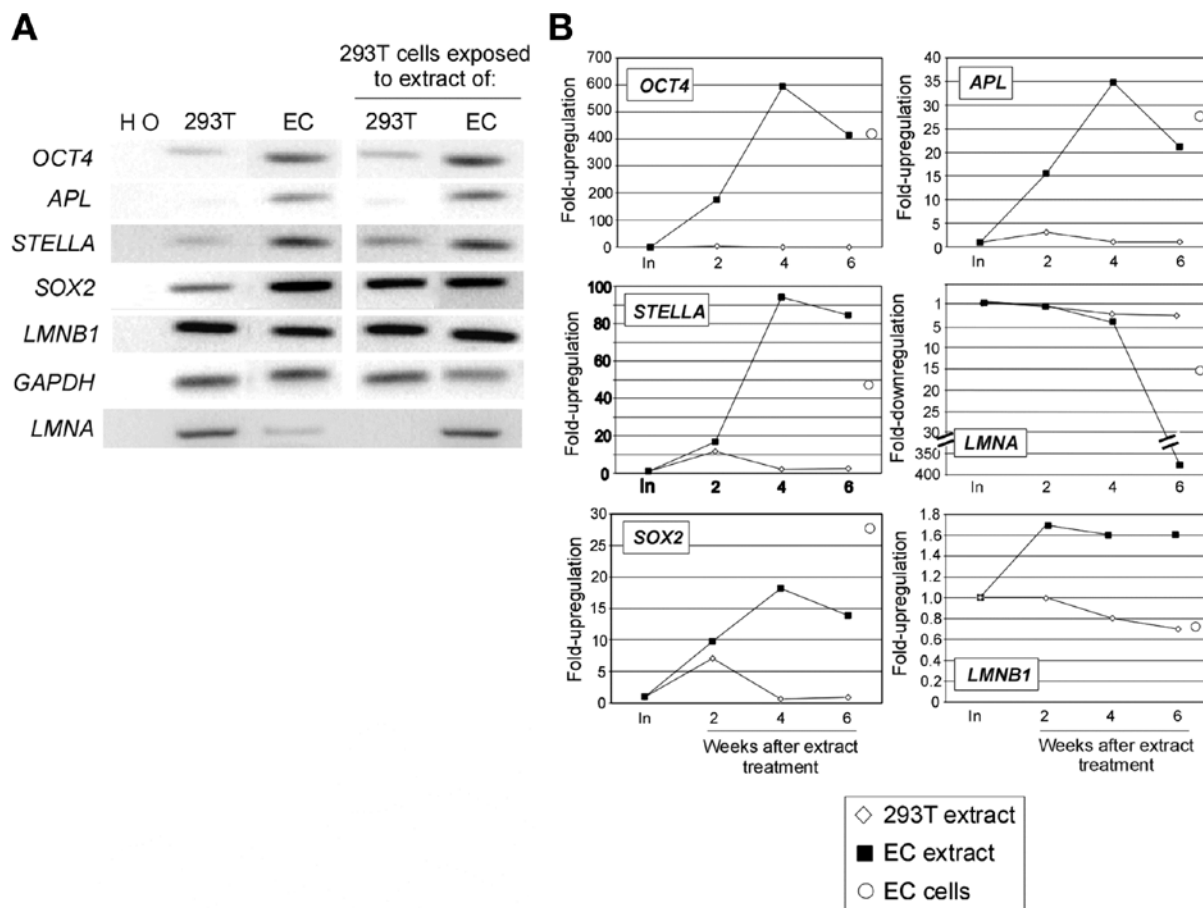 A
293T cells exposed
to extract of:
H O 293T EC 293T EC
OCT4
APL
STELLA
SOX2
LMNB1
GAPDH
LMNA
B
Fold-upregulation
700
600
500
400
300
200
100
0
OCT4
In 2 4 6
Fold-upregulation
40
35
30
25
20
15
10
5
0
APL
In 2 4 6
Fold-upregulation
100
80
60
40
20
0
STELLA
In 2 4 6
Fold-downregulation
1
5
10
15
20
25
30
350
400
LMNA
In 2 4 6
Fold-upregulation
30
25
20
15
10
5
0
SOX2
In 2 4 6
Weeks after extract
treatment
Fold-upregulation
1.8
1.6
1.4
1.2
1.0
0.8
0.6
0.4
0.2
0
LMNB1
In 2 4 6
Weeks after extract
treatment
293T extract
EC extract
EC cells